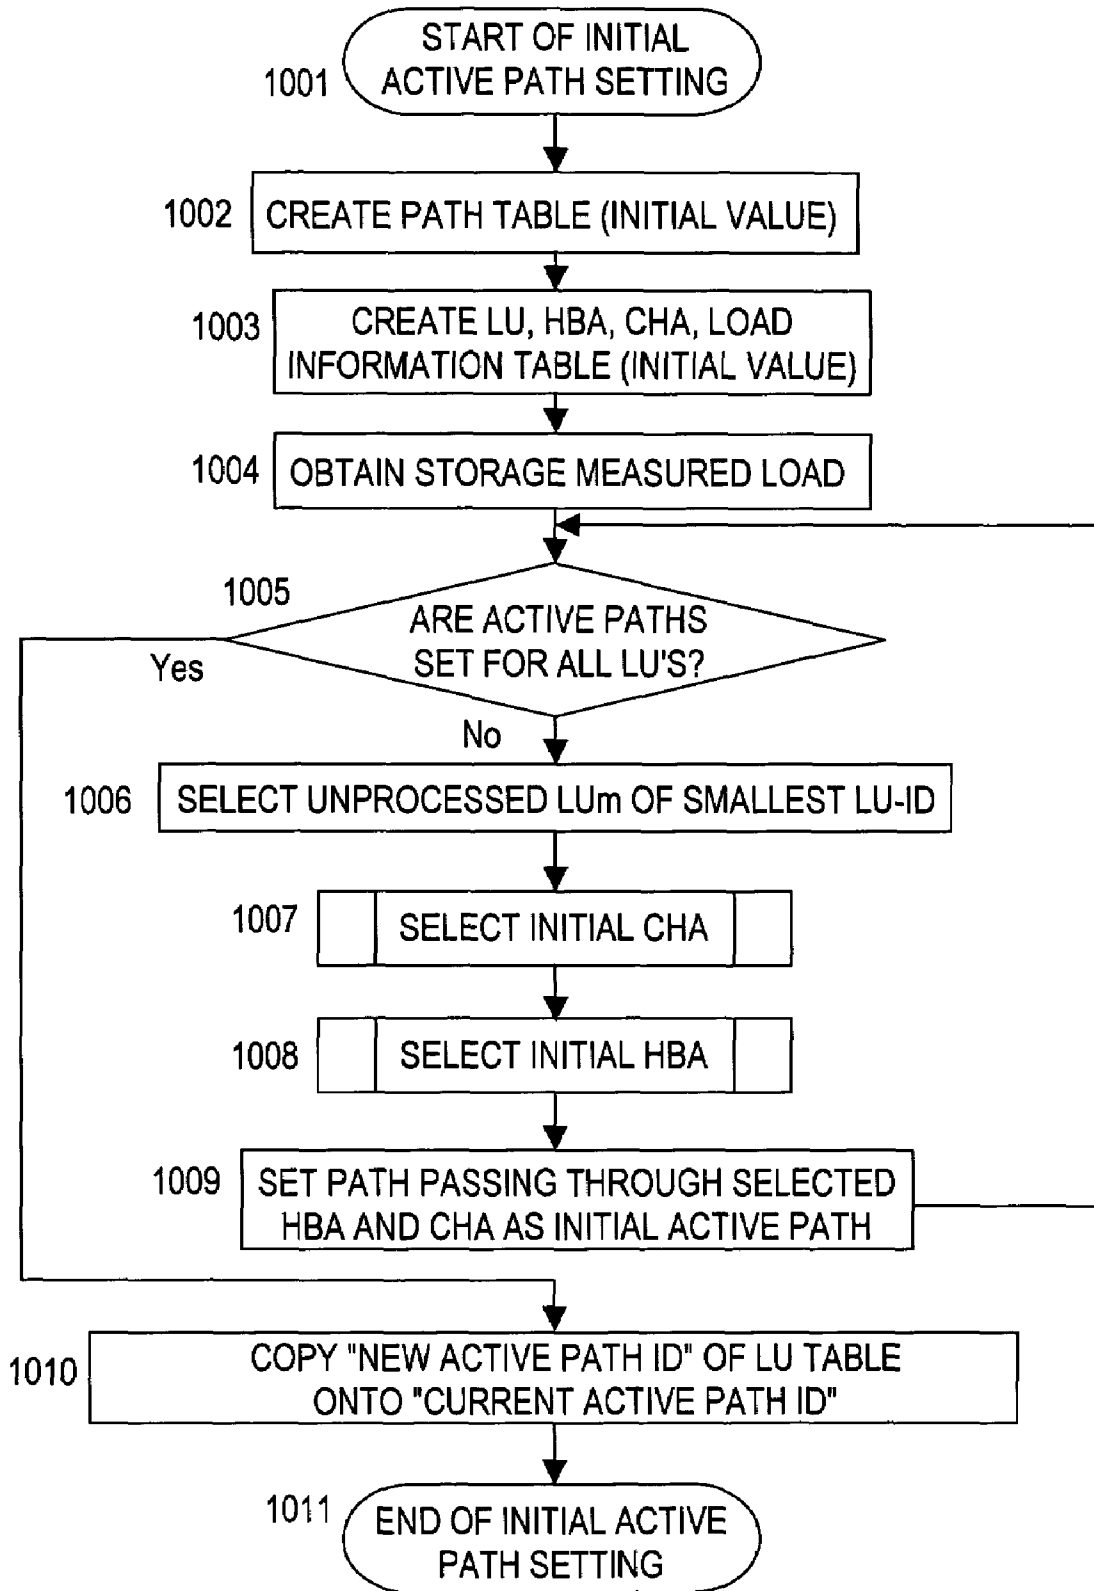 START OF INITIAL
ACTIVE PATH SETTING
1001
1002
CREATE PATH TABLE (INITIAL VALUE)
1003
CREATE LU, HBA, CHA, LOAD
INFORMATION TABLE (INITIAL VALUE)
1004
OBTAIN STORAGE MEASURED LOAD
1005
ARE ACTIVE PATHS
SET FOR ALL LU'S?
Yes
No
1006
SELECT UNPROCESSED LUm OF SMALLEST LU-ID
1007
SELECT INITIAL CHA
1008
SELECT INITIAL HBA
1009
SET PATH PASSING THROUGH SELECTED
HBA AND CHA AS INITIAL ACTIVE PATH
1010
COPY "NEW ACTIVE PATH ID" OF LU TABLE
ONTO "CURRENT ACTIVE PATH ID"
1011
END OF INITIAL ACTIVE
PATH SETTING